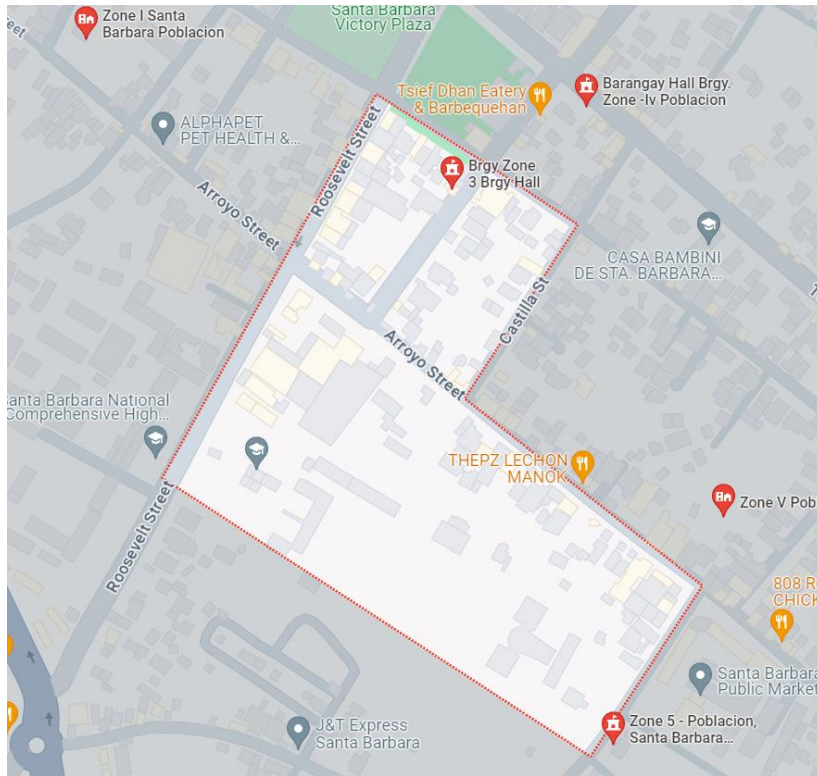 Zone I Santa
Barbara Poblacion
Santa Barbara
Victory Plaza
Tsief Dhan Eatery
& Barbequehan
Barangay Hall Brgy.
Zone -Iv Poblacion
ALPHAPET
PET HEALTH &...
Roosevelt Street
Brgy Zone
3 Brgy Hall
Arroyo Street
CASA BAMBINI
DE STA. BARBARA...
Castilla St
Arroyo Street
Santa Barbara National
Comprehensive High...
THEPZ LECHON
MANOK
Zone V Pob
Roosevelt Street
808 R
CHICK
Santa Barbara
Public Market
Zone 5 - Poblacion,
Santa Barbara...
J&T Express
Santa Barbara